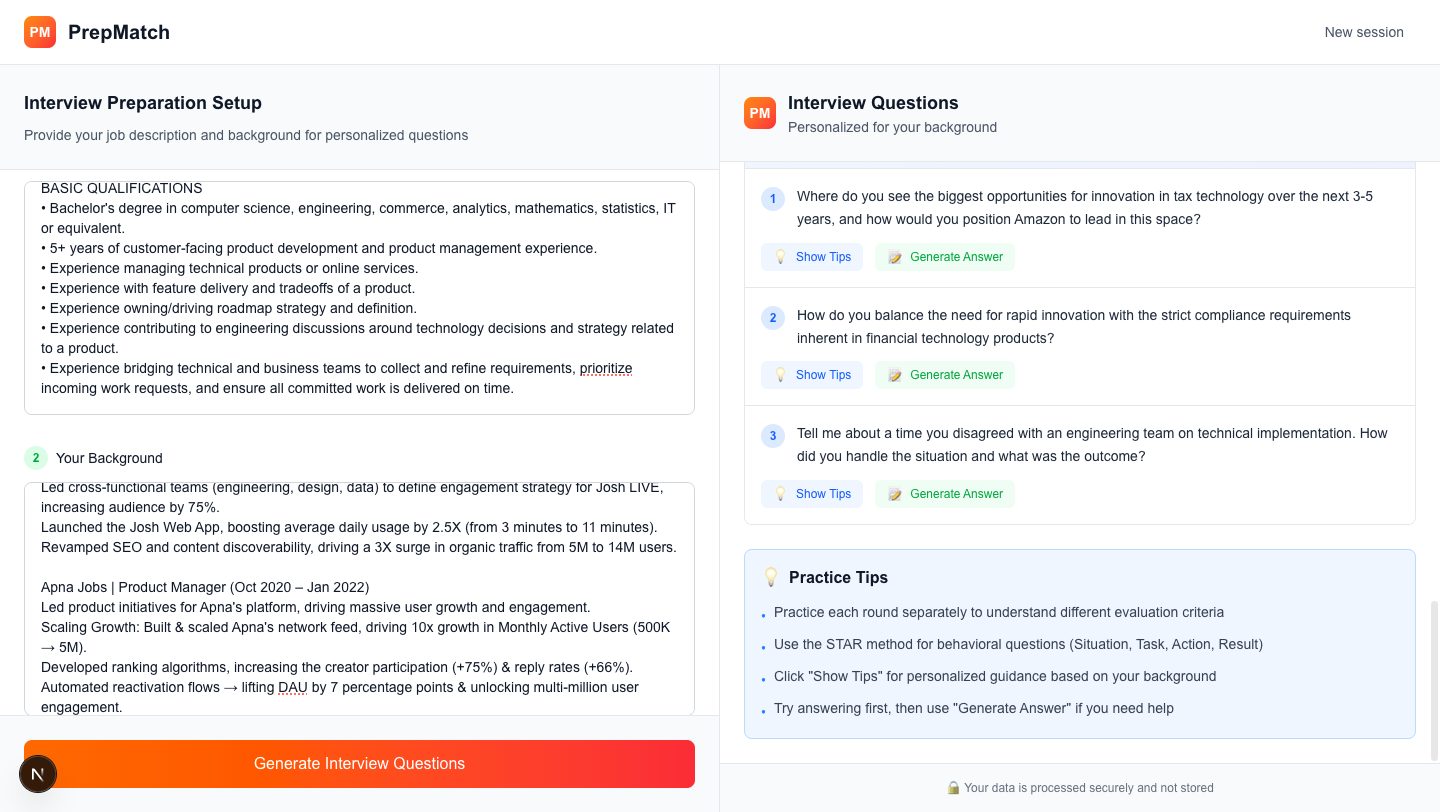 PM PrepMatch
New session
Interview Preparation Setup
Provide your job description and background for personalized questions
BASIC QUALIFICATIONS
• Bachelor's degree in computer science, engineering, commerce, analytics, mathematics, statistics, IT
or equivalent.
• 5+ years of customer-facing product development and product management experience.
• Experience managing technical products or online services.
• Experience with feature delivery and tradeoffs of a product.
• Experience owning/driving roadmap strategy and definition.
• Experience contributing to engineering discussions around technology decisions and strategy related
to a product.
• Experience bridging technical and business teams to collect and refine requirements, prioritize
incoming work requests, and ensure all committed work is delivered on time.
2 Your Background
Led cross-functional teams (engineering, design, data) to define engagement strategy for Josh LIVE,
increasing audience by 75%.
Launched the Josh Web App, boosting average daily usage by 2.5X (from 3 minutes to 11 minutes).
Revamped SEO and content discoverability, driving a 3X surge in organic traffic from 5M to 14M users.
Apna Jobs | Product Manager (Oct 2020 – Jan 2022)
Led product initiatives for Apna's platform, driving massive user growth and engagement.
Scaling Growth: Built & scaled Apna's network feed, driving 10x growth in Monthly Active Users (500K
→ 5M).
Developed ranking algorithms, increasing the creator participation (+75%) & reply rates (+66%).
Automated reactivation flows → lifting DAU by 7 percentage points & unlocking multi-million user
engagement.
Generate Interview Questions
N
PM Interview Questions
Personalized for your background
1 Where do you see the biggest opportunities for innovation in tax technology over the next 3-5
years, and how would you position Amazon to lead in this space?
Show Tips Generate Answer
2 How do you balance the need for rapid innovation with the strict compliance requirements
inherent in financial technology products?
Show Tips Generate Answer
3 Tell me about a time you disagreed with an engineering team on technical implementation. How
did you handle the situation and what was the outcome?
Show Tips Generate Answer
Practice Tips
• Practice each round separately to understand different evaluation criteria
• Use the STAR method for behavioral questions (Situation, Task, Action, Result)
• Click "Show Tips" for personalized guidance based on your background
• Try answering first, then use "Generate Answer" if you need help
Your data is processed securely and not stored